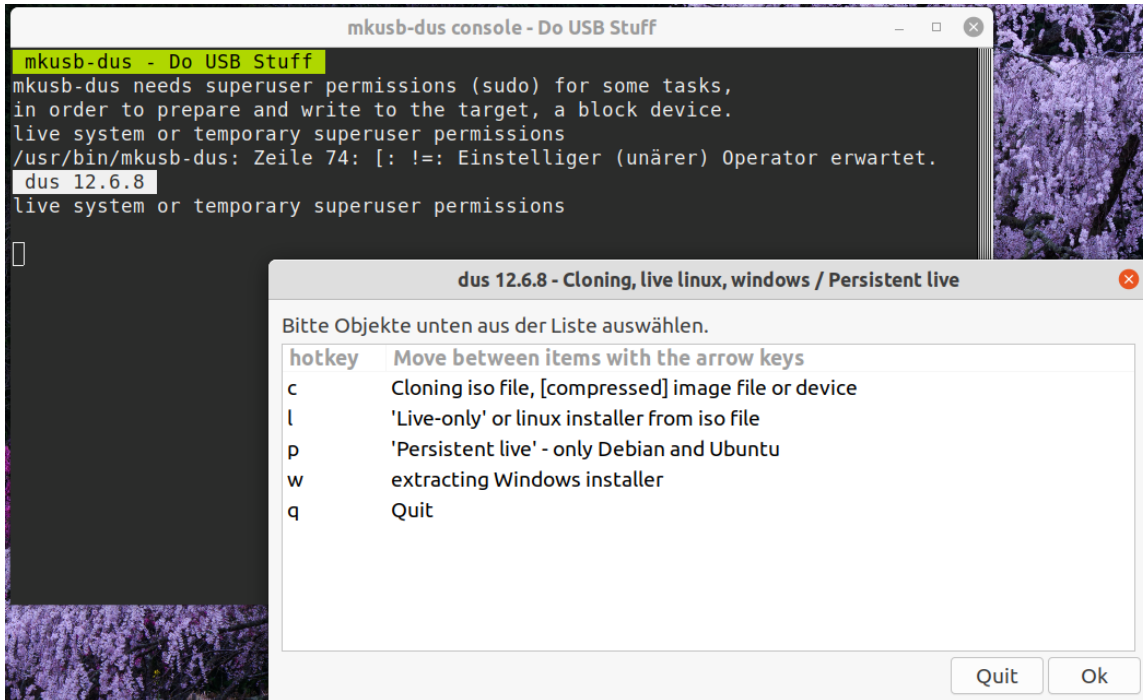 mkusb-dus console - Do USB Stuff
mkusb-dus - Do USB Stuff
mkusb-dus needs superuser permissions (sudo) for some tasks,
in order to prepare and write to the target, a block device.
live system or temporary superuser permissions
/usr/bin/mkusb-dus: Zeile 74: [: !=: Einstelliger (unärer) Operator erwartet.
dus 12.6.8
live system or temporary superuser permissions
dus 12.6.8 - Cloning, live linux, windows / Persistent live
Bitte Objekte unten aus der Liste auswählen.
hotkey Move between items with the arrow keys
c Cloning iso file, [compressed] image file or device
l 'Live-only' or linux installer from iso file
p 'Persistent live' - only Debian and Ubuntu
w extracting Windows installer
q Quit
Quit Ok